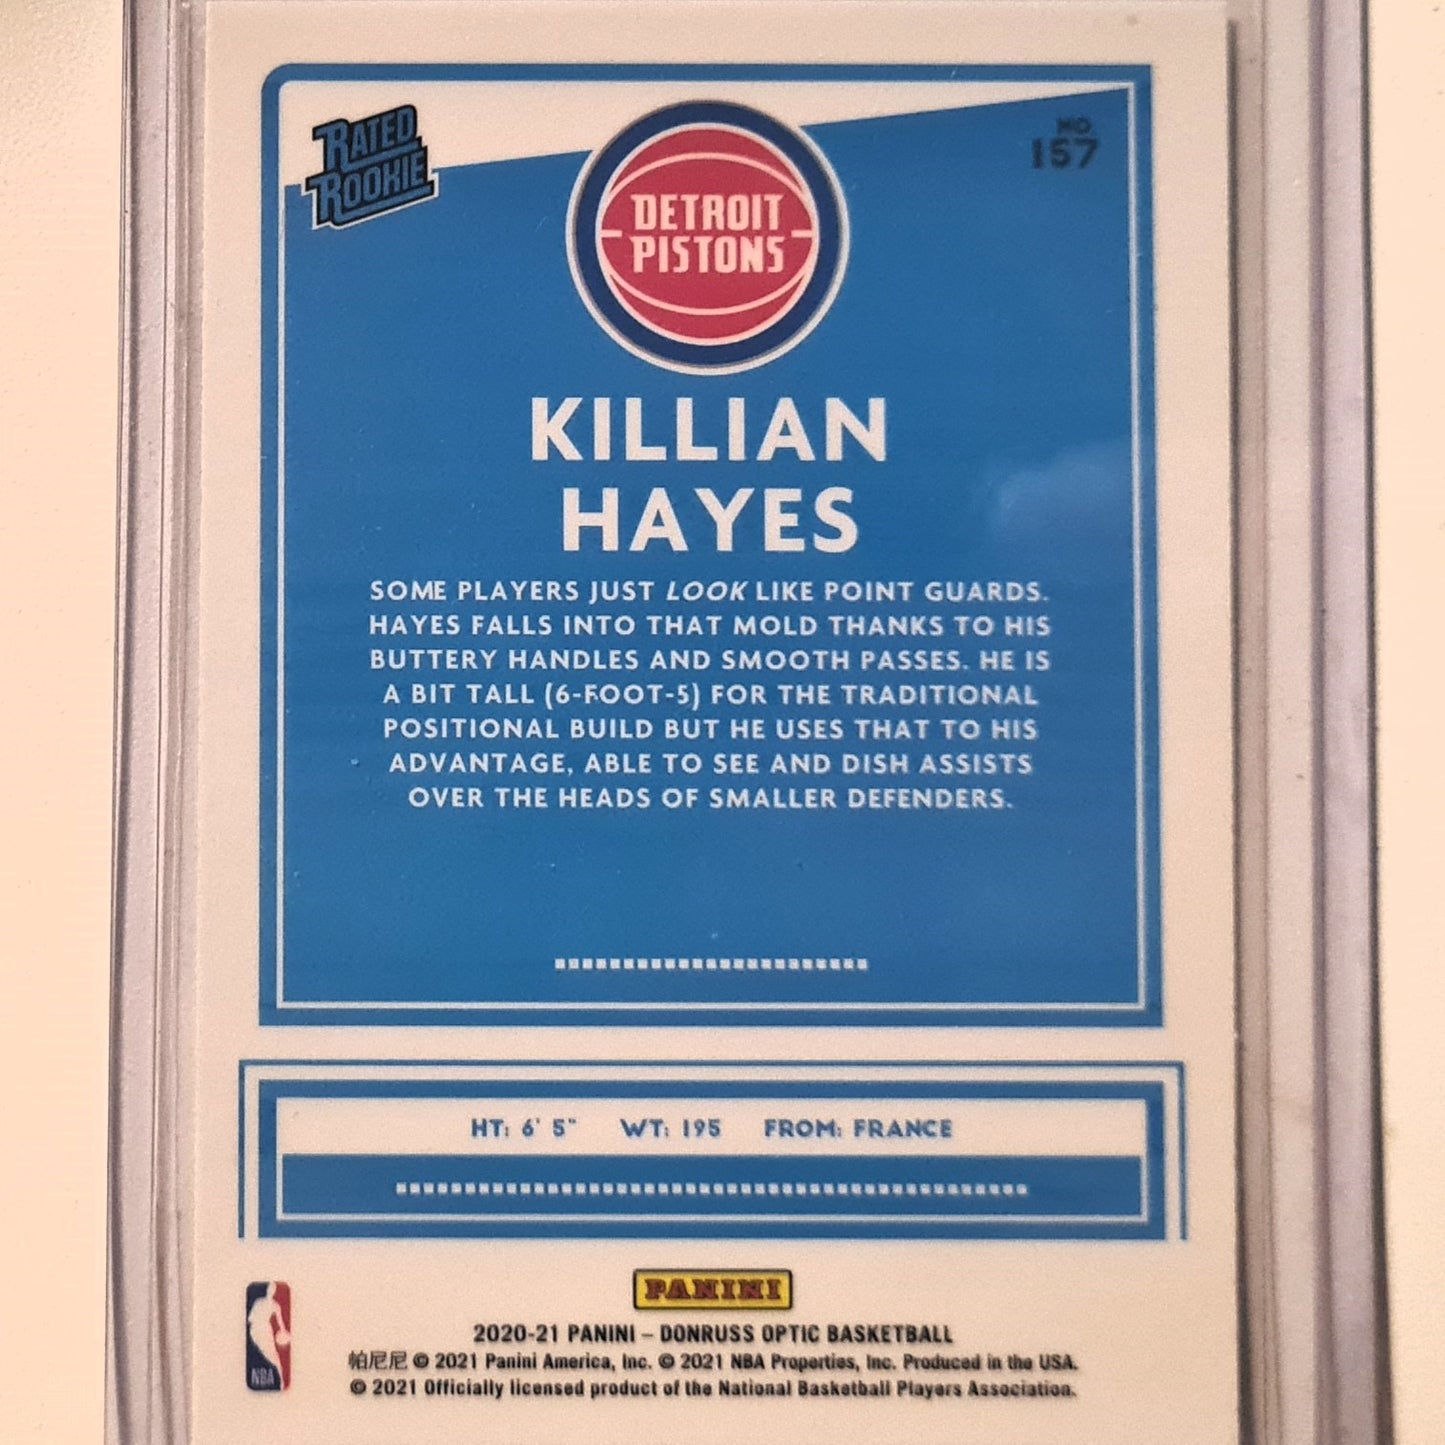 RATED
ROOKIE
NO.
157
DETROIT
PISTONS
KILLIAN
HAYES
SOME PLAYERS JUST LOOK LIKE POINT GUARDS.
HAYES FALLS INTO THAT MOLD THANKS TO HIS
BUTTERY HANDLES AND SMOOTH PASSES. HE IS
A BIT TALL (6-FOOT-5) FOR THE TRADITIONAL
POSITIONAL BUILD BUT HE USES THAT TO HIS
ADVANTAGE, ABLE TO SEE AND DISH ASSISTS
OVER THE HEADS OF SMALLER DEFENDERS.
HT: 6' 5" WT: 195 FROM: FRANCE
PANINI
NBA
2020-21 PANINI – DONRUSS OPTIC BASKETBALL
帕尼尼 © 2021 Panini America, Inc. © 2021 NBA Properties, Inc. Produced in the USA.
© 2021 Officially licensed product of the National Basketball Players Association.